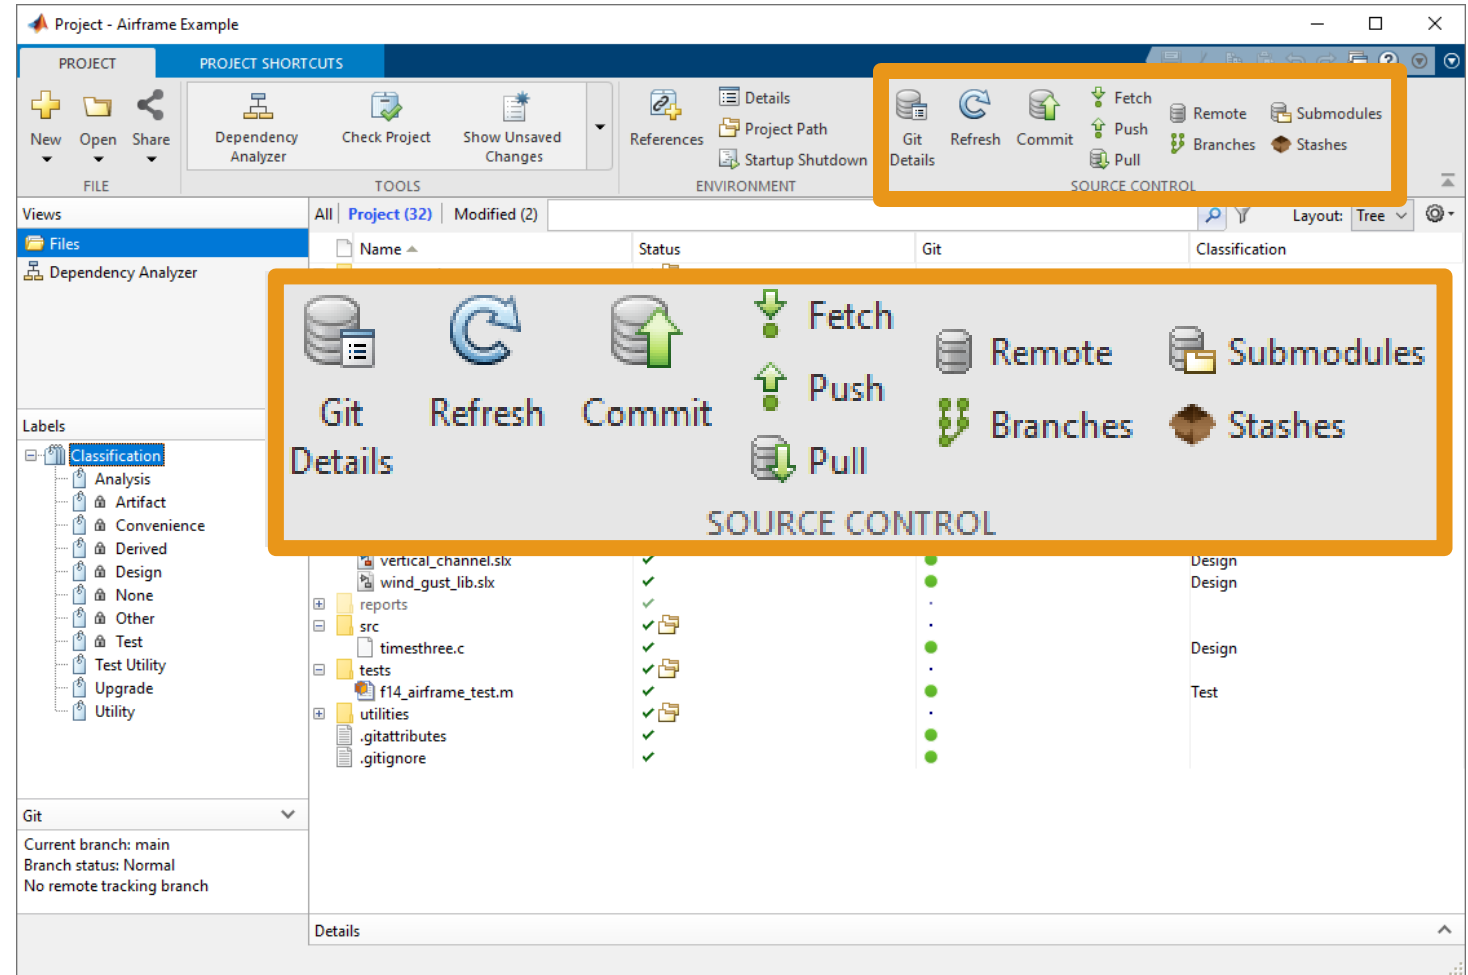 Project - Airframe Example
PROJECT
PROJECT SHORTCUTS
New
Open
Share
FILE
Dependency
Analyzer
Check Project
Show Unsaved
Changes
TOOLS
References
Details
Project Path
Startup Shutdown
ENVIRONMENT
Git
Details
Refresh
Commit
Fetch
Push
Pull
Remote
Branches
Submodules
Stashes
SOURCE CONTROL
Views
Files
Dependency Analyzer
All
Project (32)
Modified (2)
Layout:
Tree
Name
Status
Git
Classification
Git
Details
Refresh
Commit
Fetch
Push
Pull
Remote
Branches
Submodules
Stashes
SOURCE CONTROL
Labels
Classification
Analysis
Artifact
Convenience
Derived
Design
None
Other
Test
Test Utility
Upgrade
Utility
vertical_channel.slx
Design
wind_gust_lib.slx
Design
reports
src
timesthree.c
Design
tests
f14_airframe_test.m
Test
utilities
.gitattributes
.gitignore
Git
Current branch: main
Branch status: Normal
No remote tracking branch
Details